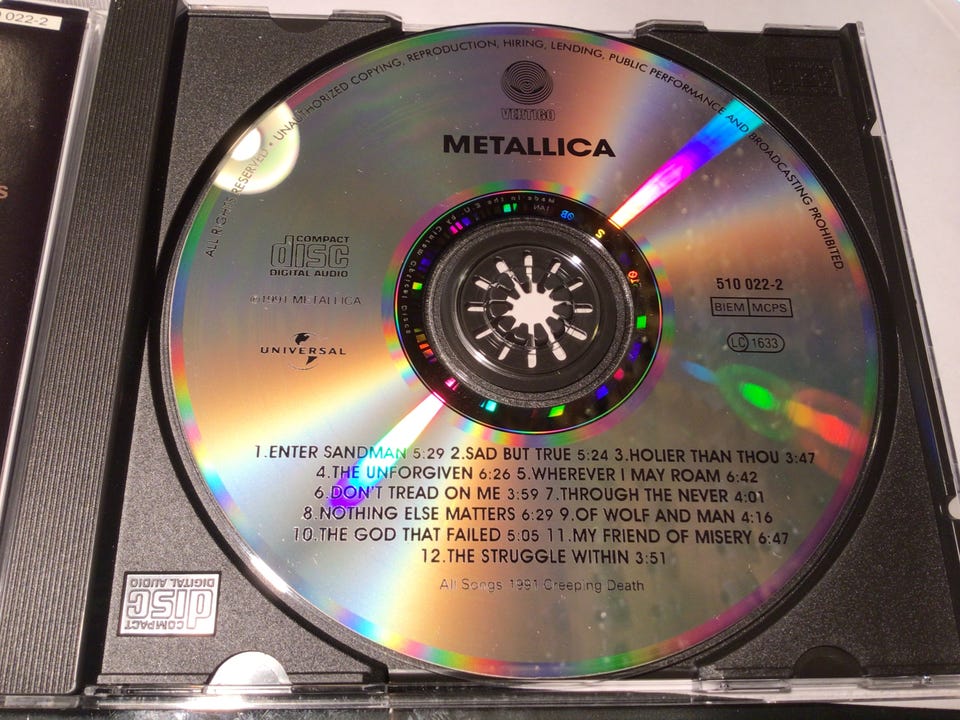 022-2
S
ALL RIGHTS RESERVED • UNAUTHORIZED COPYING, REPRODUCTION, HIRING, LENDING, PUBLIC PERFORMANCE AND BROADCASTING PROHIBITED
VERTIGO
METALLICA
COMPACT
disc
DIGITAL AUDIO
℗1991 METALLICA
UNIVERSAL
510 022-2
BIEM MCPS
LC 1633
1.ENTER SANDMAN 5:29 2.SAD BUT TRUE 5:24 3.HOLIER THAN THOU 3:47
4.THE UNFORGIVEN 6:26 5.WHEREVER I MAY ROAM 6:42
6.DON'T TREAD ON ME 3:59 7.THROUGH THE NEVER 4:01
8.NOTHING ELSE MATTERS 6:29 9.OF WOLF AND MAN 4:16
10.THE GOD THAT FAILED 5:05 11.MY FRIEND OF MISERY 6:47
12.THE STRUGGLE WITHIN 3:51
All Songs 1991 Creeping Death
COMPACT
disc
DIGITAL AUDIO